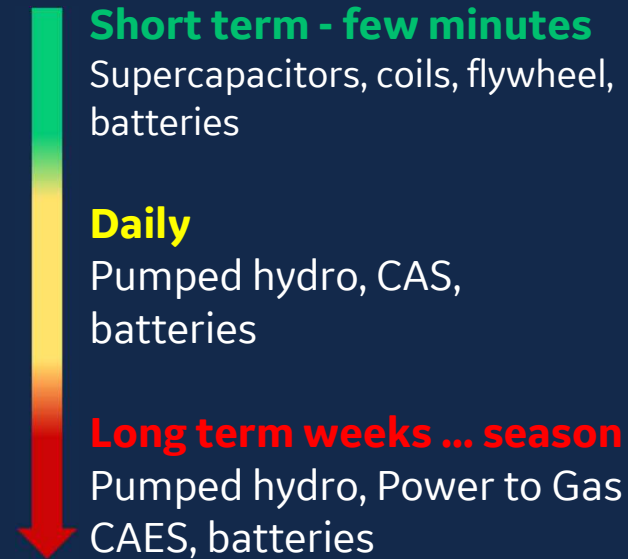 Short term - few minutes
Supercapacitors, coils, flywheel,
batteries
Daily
Pumped hydro, CAS,
batteries
Long term weeks ... season
Pumped hydro, Power to Gas
CAES, batteries